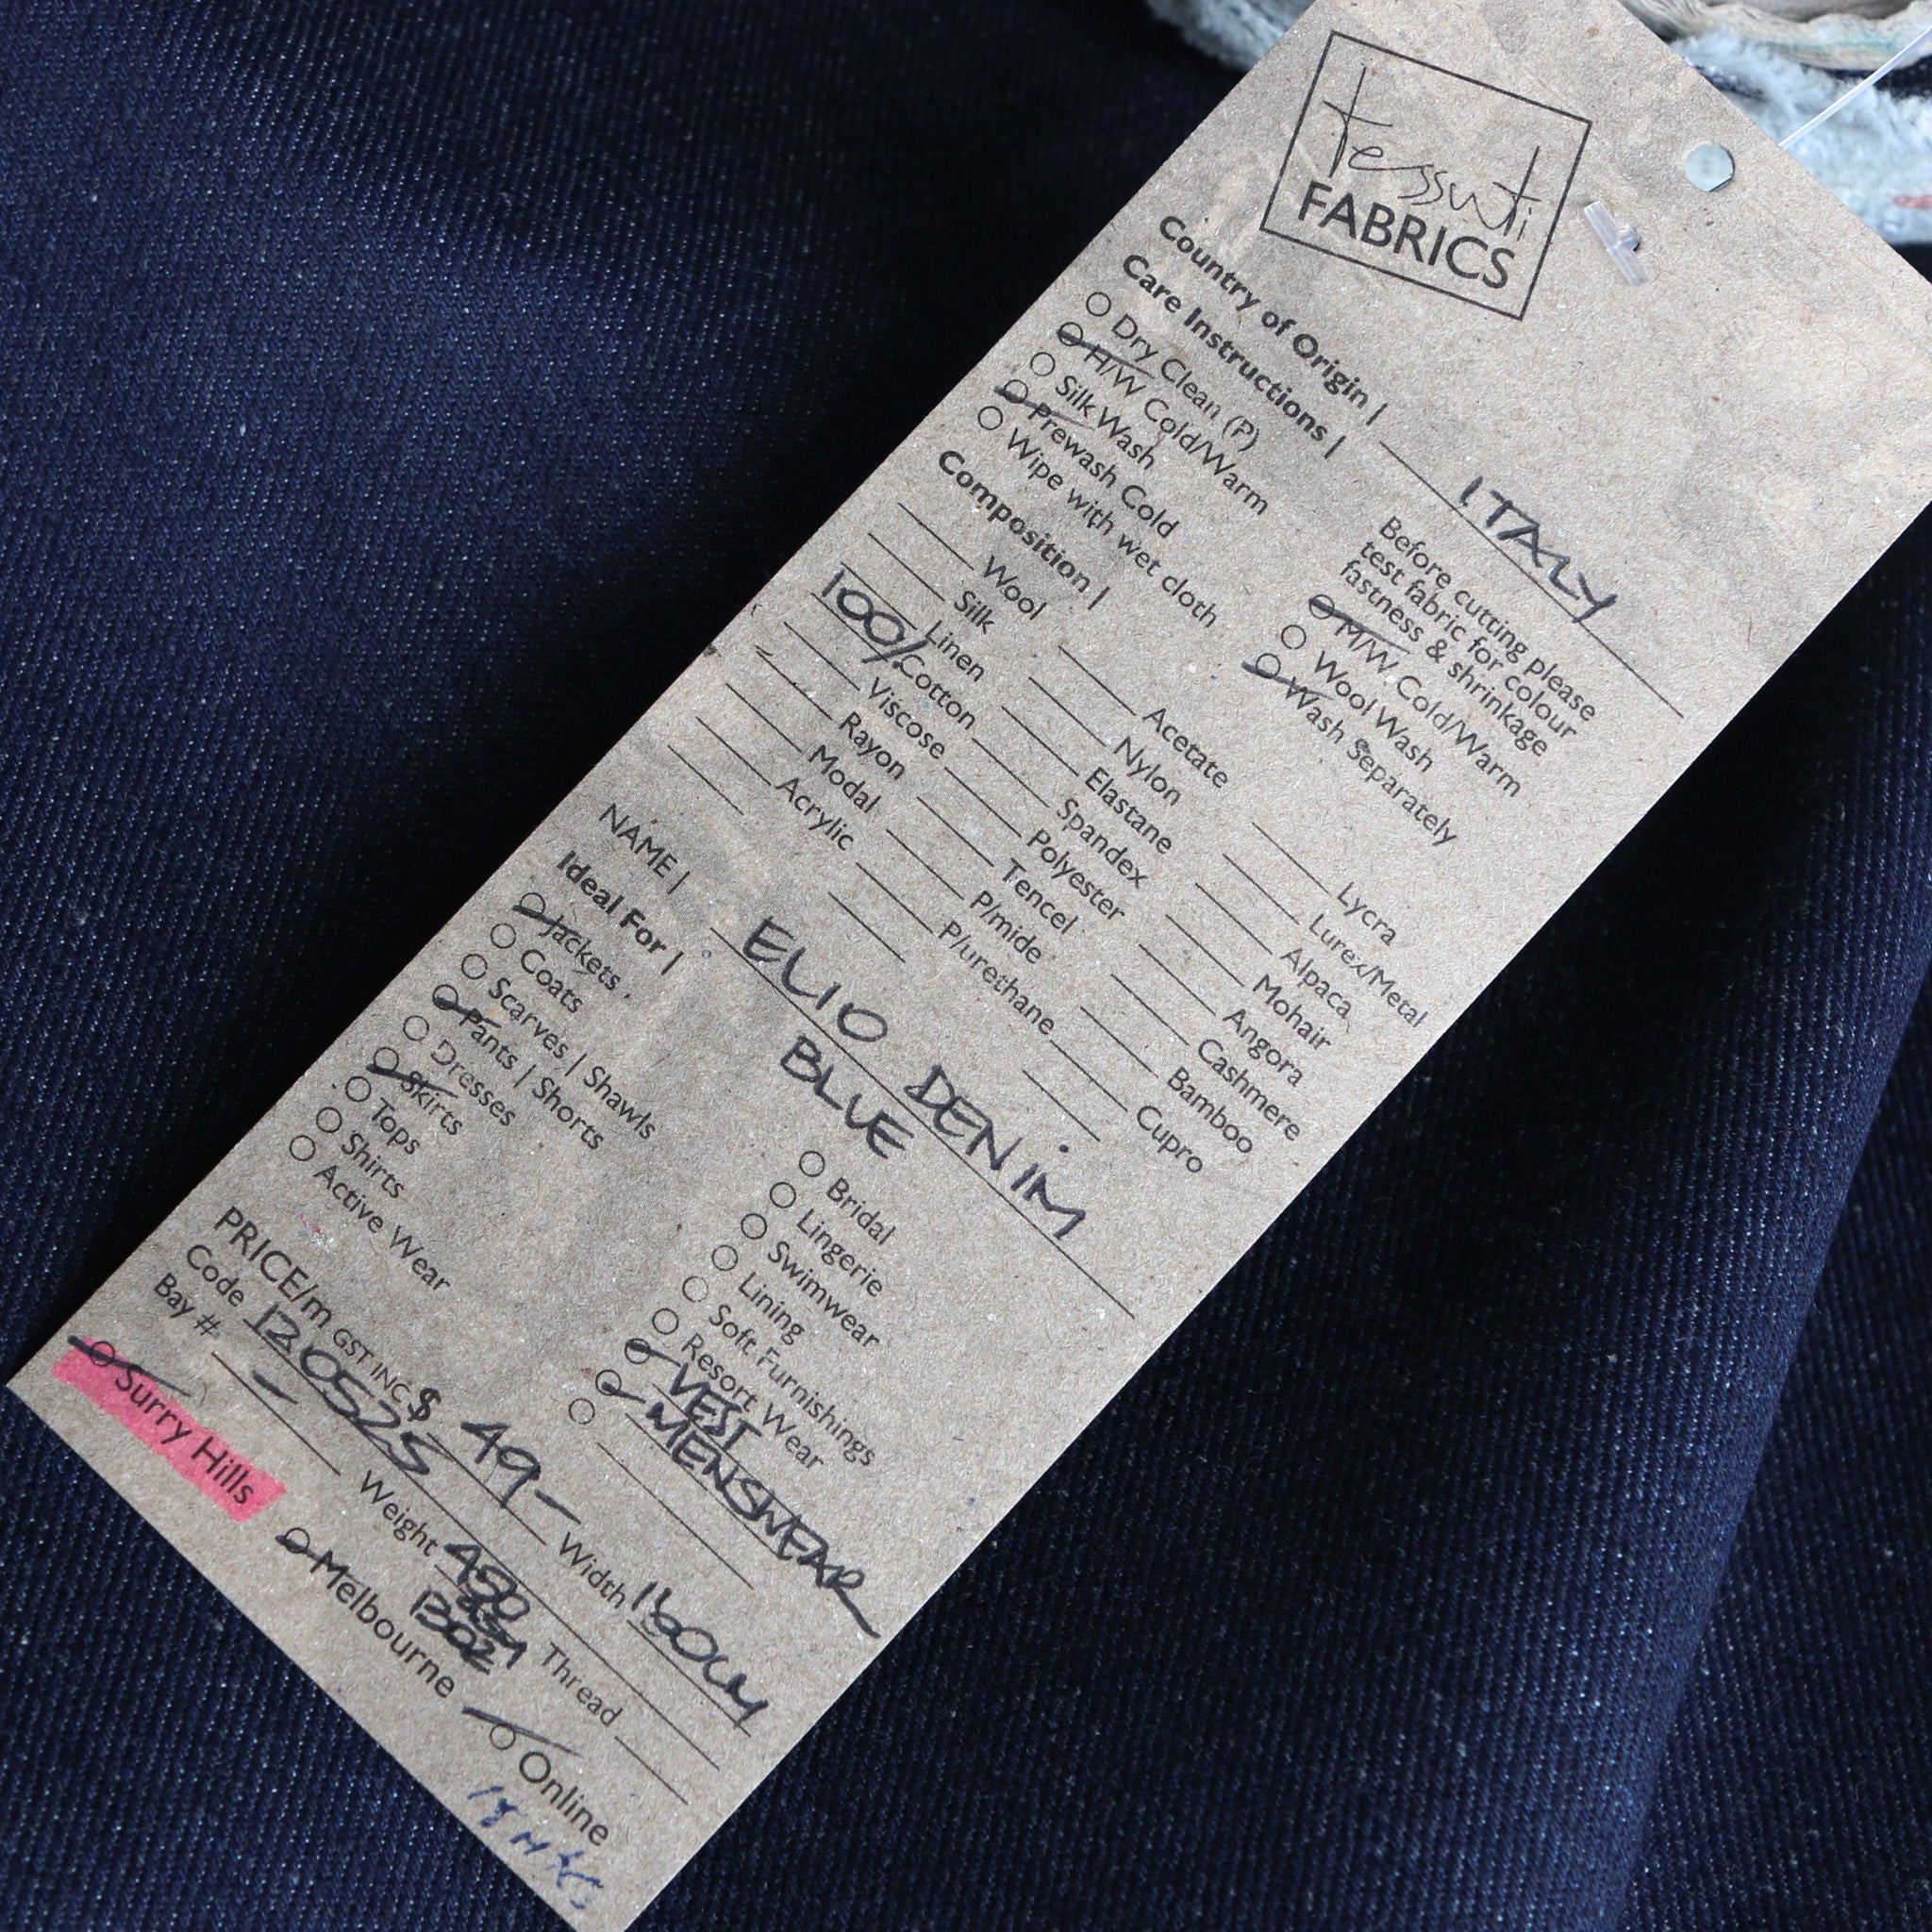 tessuti
FABRICS
Country of Origin | ITALY
Care Instructions |
Before cutting please
test fabric for colour
fastness & shrinkage
Dry Clean (P)
H/W Cold/Warm
Silk Wash
Prewash Cold
Wipe with wet cloth
M/W Cold/Warm
Wool Wash
Wash Separately
Composition |
Wool
Silk
Linen
100/ Cotton
Viscose
Rayon
Modal
Acrylic
Acetate
Nylon
Elastane
Spandex
Polyester
Tencel
P/mide
P/urethane
Lycra
Lurex/Metal
Alpaca
Mohair
Angora
Cashmere
Bamboo
Cupro
NAME | ELIO DENIM
BLUE
Ideal For |
Jackets
Coats
Scarves | Shawls
Pants | Shorts
Dresses
Skirts
Tops
Shirts
Active Wear
Bridal
Lingerie
Swimwear
Lining
Soft Furnishings
Resort Wear
VEST
MENSWEAR
PRICE/m GST INC $ 49- Width 150cm
Code 120525 Weight 450 Thread
Bay # -
Surry Hills Melbourne Online